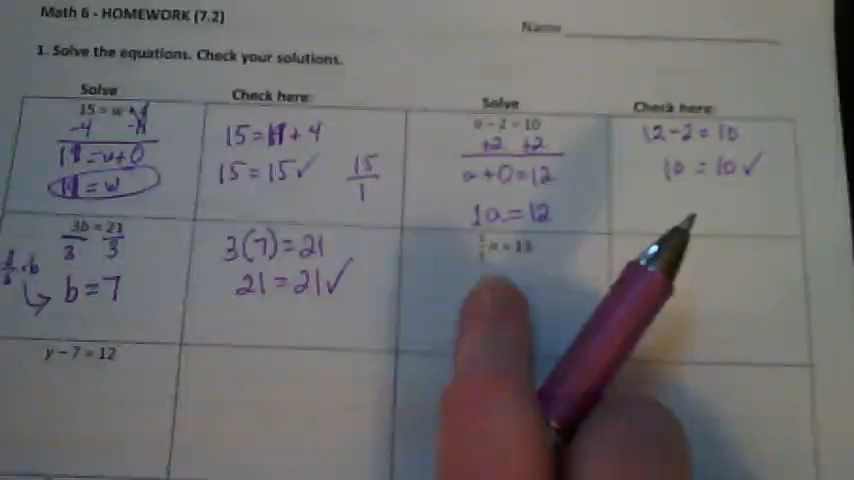 Math 6 - HOMEWORK (7.2)
Name
1. Solve the equations. Check your solutions.
Solve
Check here:
Solve
Check here:
15 = w + 4
-4 -4
11 = w + 0
11 = w
15 = 11 + 4
15 = 15 ✓
15
1
a - 2 = 10
+2 +2
a + 0 = 12
1a = 12
12 - 2 = 10
10 = 10 ✓
3b = 21
3 3
b = 7
3(7) = 21
21 = 21 ✓
= 13
y - 7 = 12